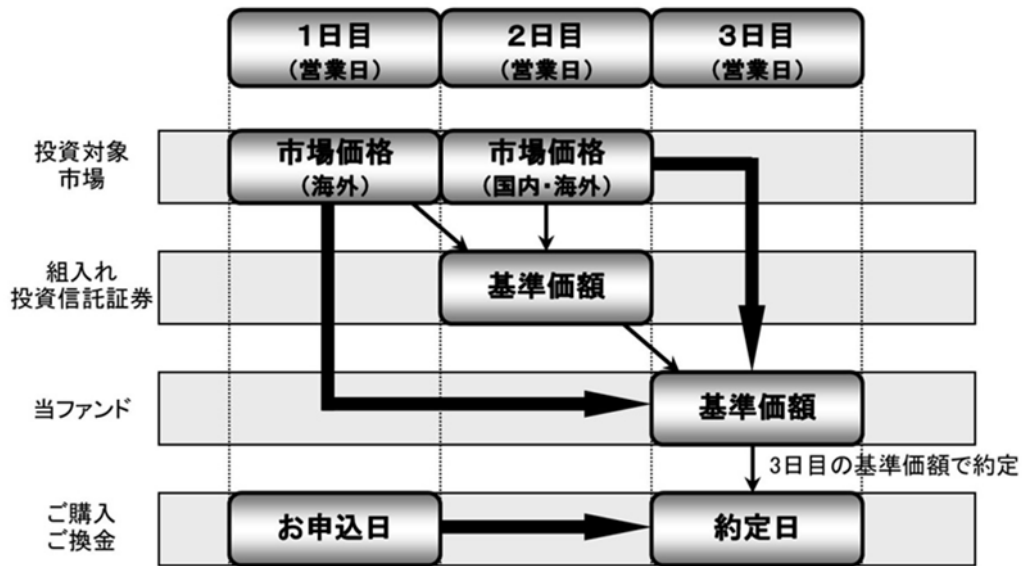 1日目
(営業日)
2日目
(営業日)
3日目
(営業日)
投資対象
市場
市場価格
(海外)
市場価格
(国内・海外)
組入れ
投資信託証券
基準価額
当ファンド
基準価額
3日目の基準価額で約定
ご購入
ご換金
お申込日
約定日